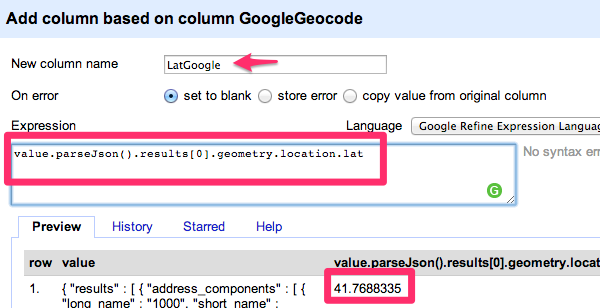 Add column based on column GoogleGeocode
New column name LatGoogle
On error set to blank store error copy value from original column
Expression Language Google Refine Expression Langua
value.parseJson().results[0].geometry.location.lat No syntax err
G
Preview History Starred Help
row value value.parseJson().results[0].geometry.locat
1. { "results" : [ { "address_components" : [ { 41.7688335
"long_name" : "1000", "short_name" :